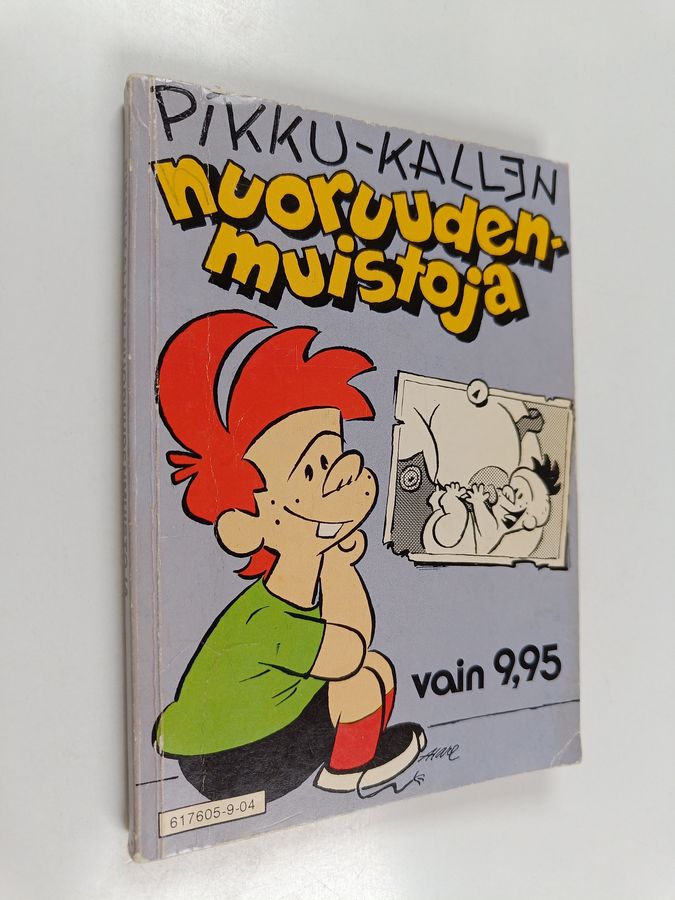 PiKKU-KALLEN
nuoruuden-
muistoja
vain 9,95
617605-9-04